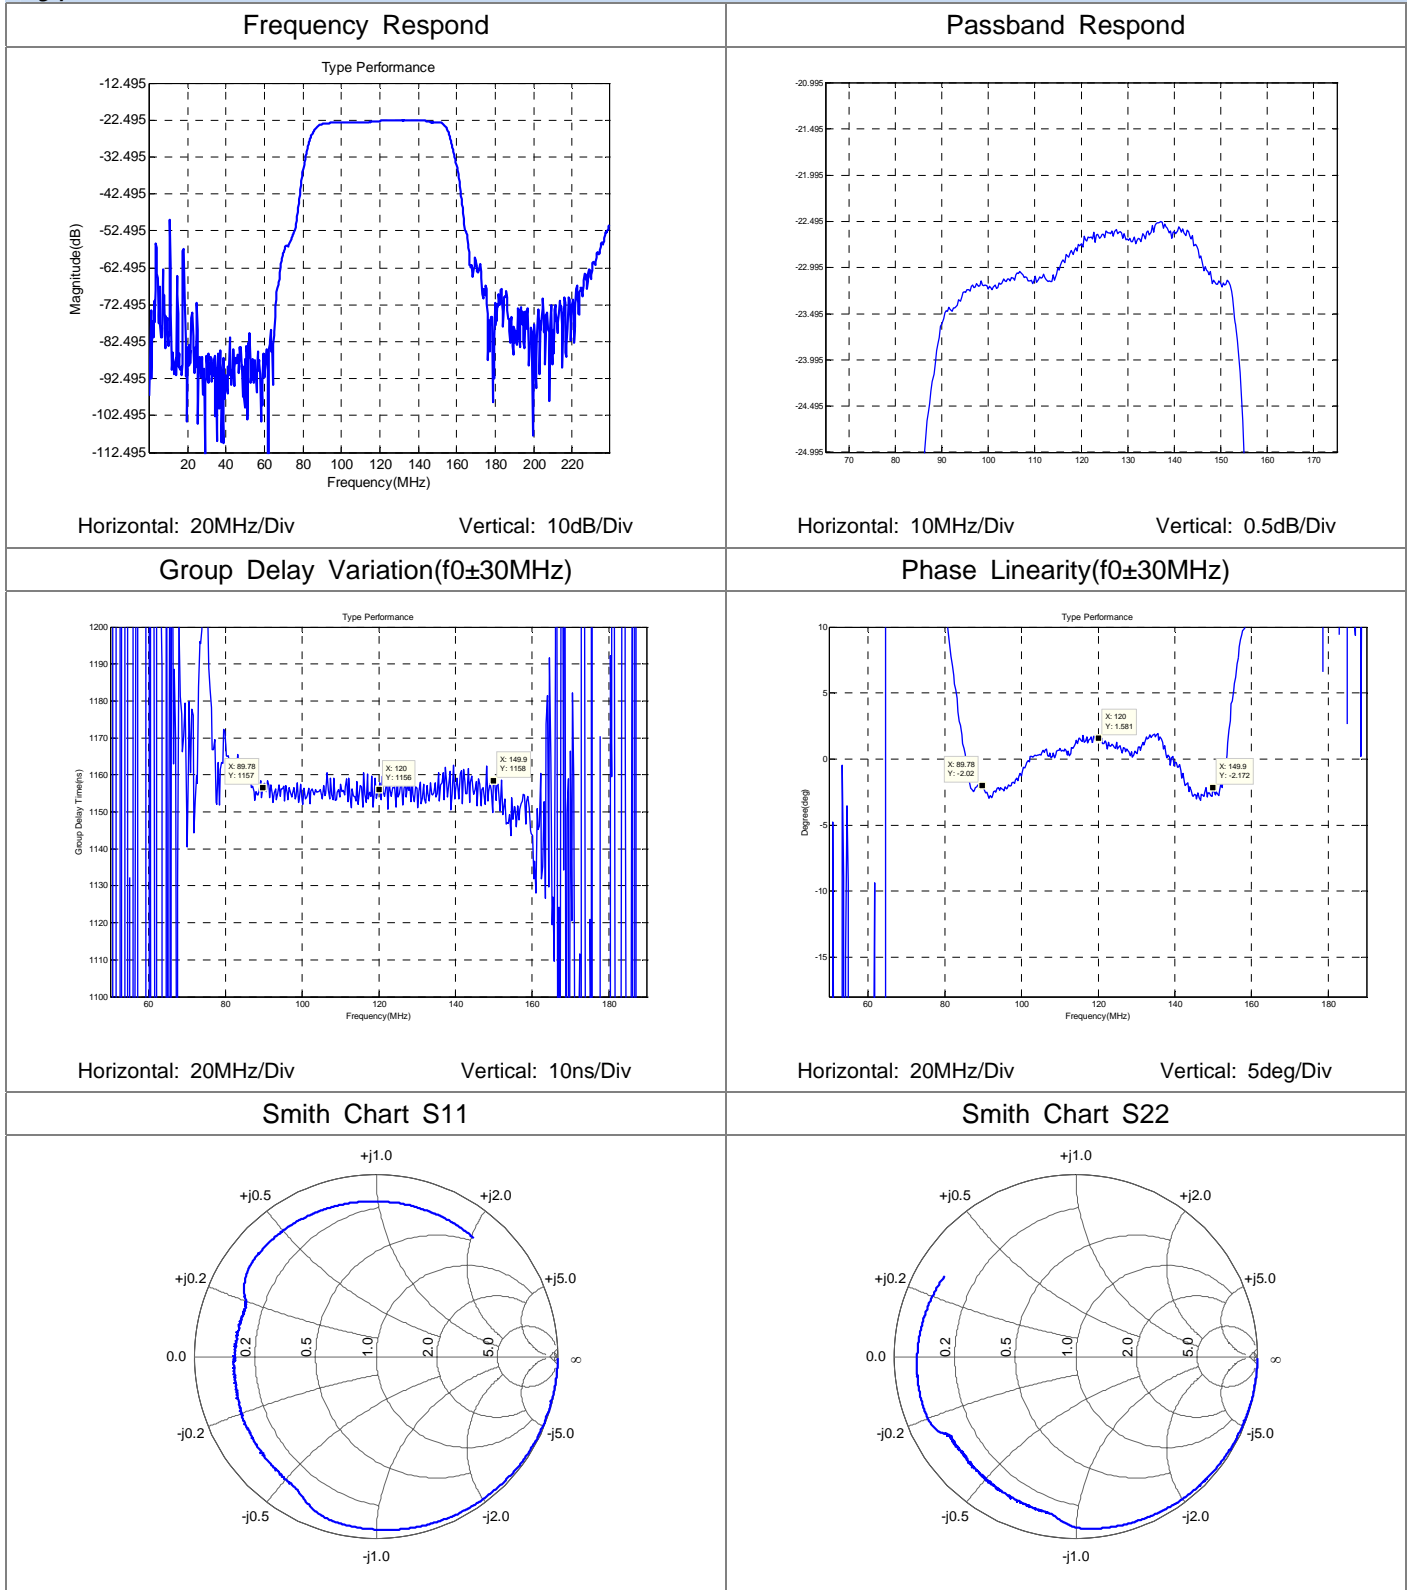 Frequency Respond
Passband Respond
Type Performance
-12.495
-22.495
-32.495
-42.495
-52.495
-62.495
-72.495
-82.495
-92.495
-102.495
-112.495
Magnitude(dB)
20 40 60 80 100 120 140 160 180 200 220
Frequency(MHz)
Horizontal: 20MHz/Div Vertical: 10dB/Div
-20.995
-21.495
-21.995
-22.495
-22.995
-23.495
-23.995
-24.495
-24.995
70 80 90 100 110 120 130 140 150 160 170
Horizontal: 10MHz/Div Vertical: 0.5dB/Div
Group Delay Variation(f0±30MHz)
Phase Linearity(f0±30MHz)
Type Performance
1200
1190
1180
1170
1160
1150
1140
1130
1120
1110
1100
Group Delay Time(ns)
X: 89.78
Y: 1157
X: 120
Y: 1156
X: 149.9
Y: 1158
60 80 100 120 140 160 180
Frequency(MHz)
Horizontal: 20MHz/Div Vertical: 10ns/Div
Type Performance
10
5
0
-5
-10
-15
Degree(deg)
X: 89.78
Y: -2.02
X: 120
Y: 1.581
X: 149.9
Y: -2.172
60 80 100 120 140 160 180
Frequency(MHz)
Horizontal: 20MHz/Div Vertical: 5deg/Div
Smith Chart S11
Smith Chart S22
+j1.0
+j0.5
+j2.0
+j0.2
+j5.0
0.0
0.2
0.5
1.0
2.0
5.0
∞
-j0.2
-j5.0
-j0.5
-j2.0
-j1.0
+j1.0
+j0.5
+j2.0
+j0.2
+j5.0
0.0
0.2
0.5
1.0
2.0
5.0
∞
-j0.2
-j5.0
-j0.5
-j2.0
-j1.0